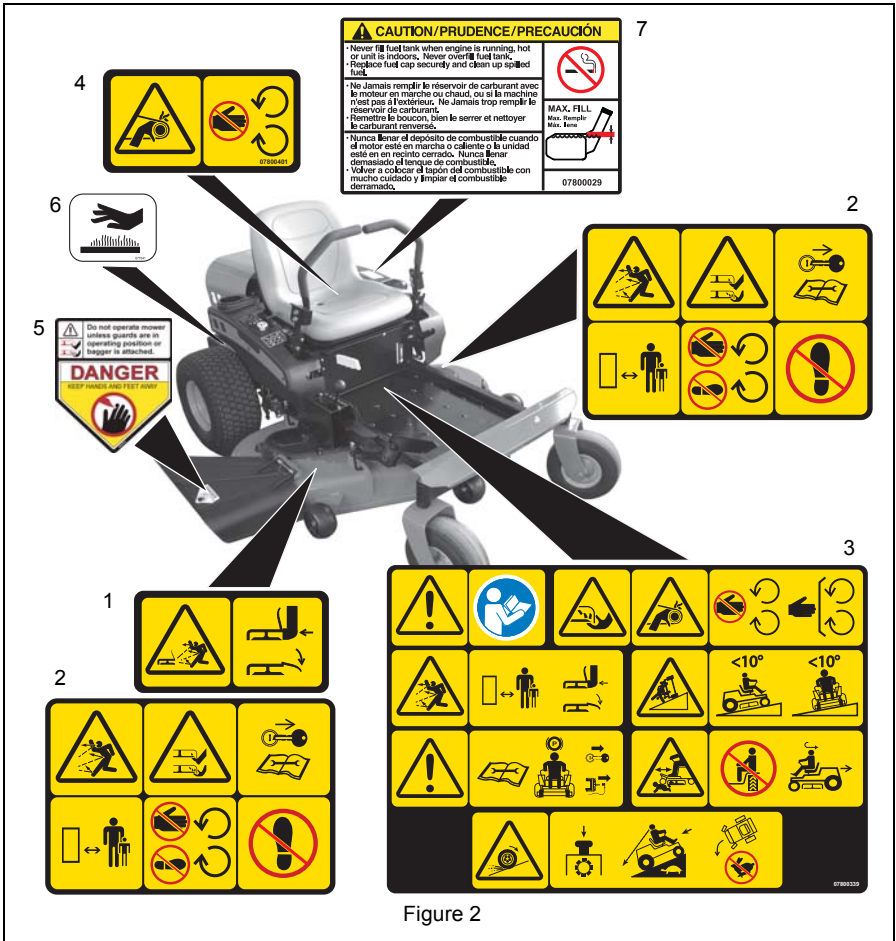 7
CAUTION/PRUDENCE/PRECAUCIÓN
· Never fill fuel tank when engine is running, hot
or unit is indoors. Never overfill fuel tank.
· Replace fuel cap securely and clean up spilled
fuel.
· Ne Jamais remplir le réservoir de carburant avec
le moteur en marche ou chaud, ou si la machine
n'est pas á l'extérieur. Ne Jamais trop remplir le
réservoir de carburant.
· Remettre le boucon, bien le serrer et nettoyer
le carburant renversé.
· Nunca llenar el depósito de combustible cuando
el motor esté en marcha o caliente o la unidad
esté en en recinto cerrado. Nunca llenar
demasiado el tenque de combustible.
· Volver a colocar el tapón del combustible con
mucho cuidado y limpiar el combustible
derramado.
MAX. FILL
Max. Remplir
Máx. llene
07800029
4
07800401
6
2
5
Do not operate mower
unless guards are in
operating position or
bagger is attached.
DANGER
KEEP HANDS AND FEET AWAY
1
2
3
<10°
<10°
P
07800339
Figure 2